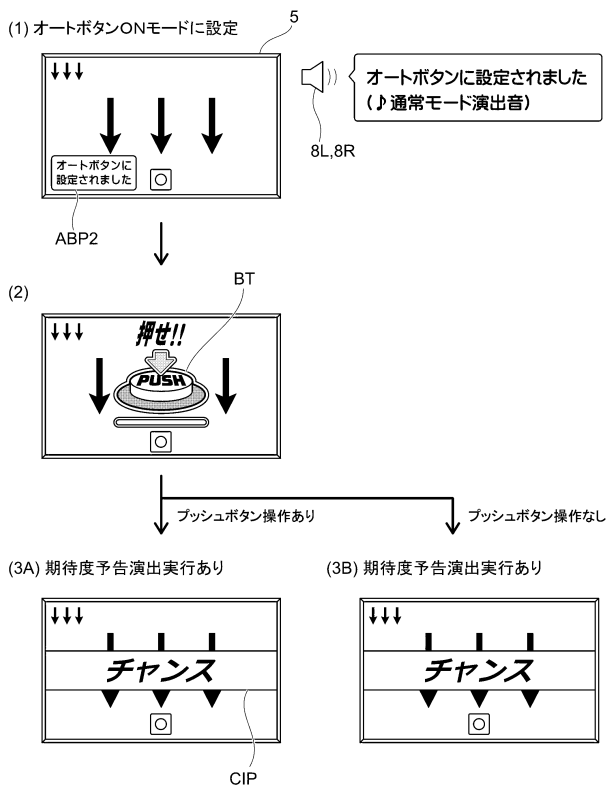 (1) オートボタンONモードに設定
5
オートボタンに設定されました
(♪通常モード演出音)
8L,8R
オートボタンに
設定されました
ABP2
(2)
BT
押せ!!
PUSH
プッシュボタン操作あり
プッシュボタン操作なし
(3A) 期待度予告演出実行あり
(3B) 期待度予告演出実行あり
チャンス
チャンス
CIP